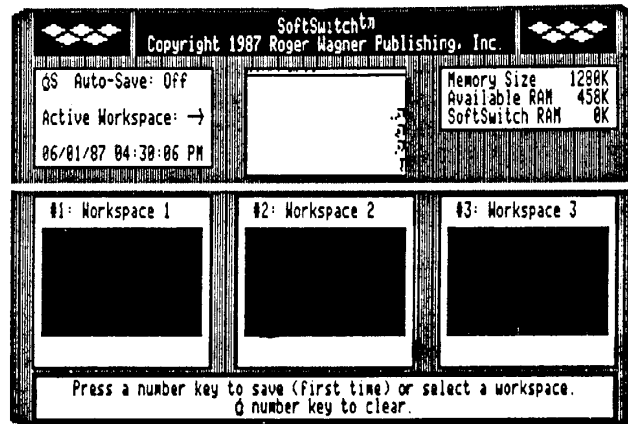 SoftSwitch™
Copyright 1987 Roger Wagner Publishing, Inc.
S Auto-Save: Off
Active Workspace: →
06/01/87 04:30:06 PM
Memory Size 1280K
Available RAM 458K
SoftSwitch RAM 0K
#1: Workspace 1
#2: Workspace 2
#3: Workspace 3
Press a number key to save (first time) or select a workspace.
number key to clear.